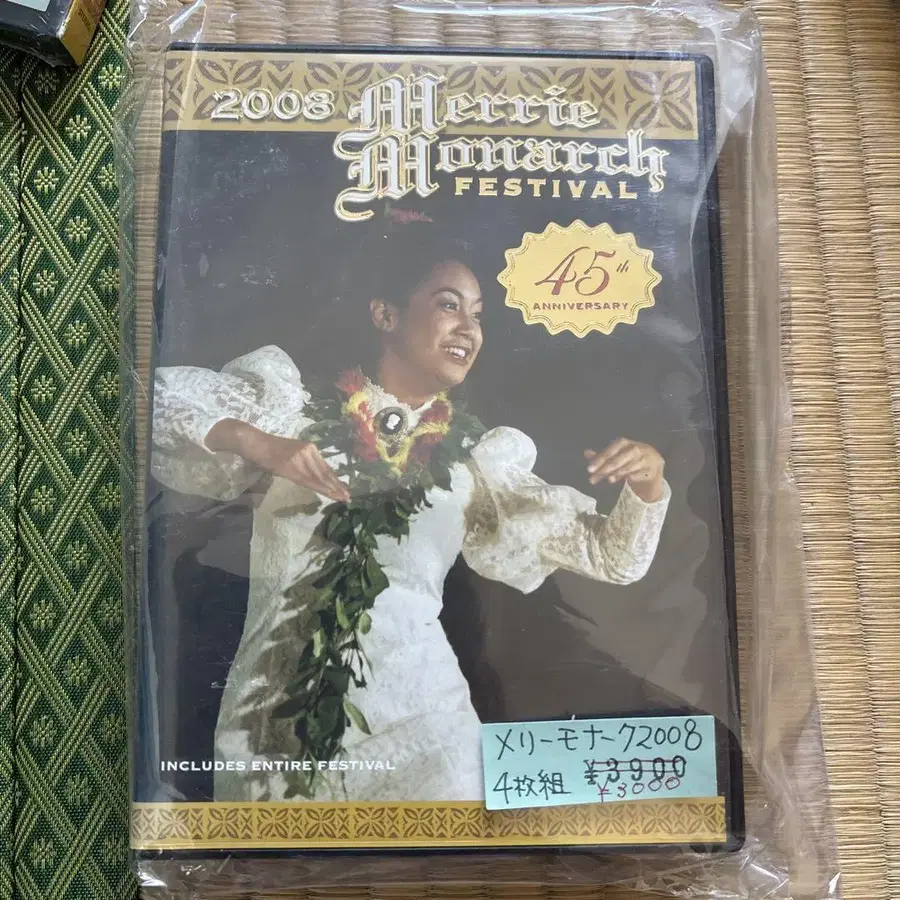 2008 Merrie
Monarch
FESTIVAL
45th
ANNIVERSARY
INCLUDES ENTIRE FESTIVAL
メリーモナーク2008
4枚組 ¥3900
¥3000